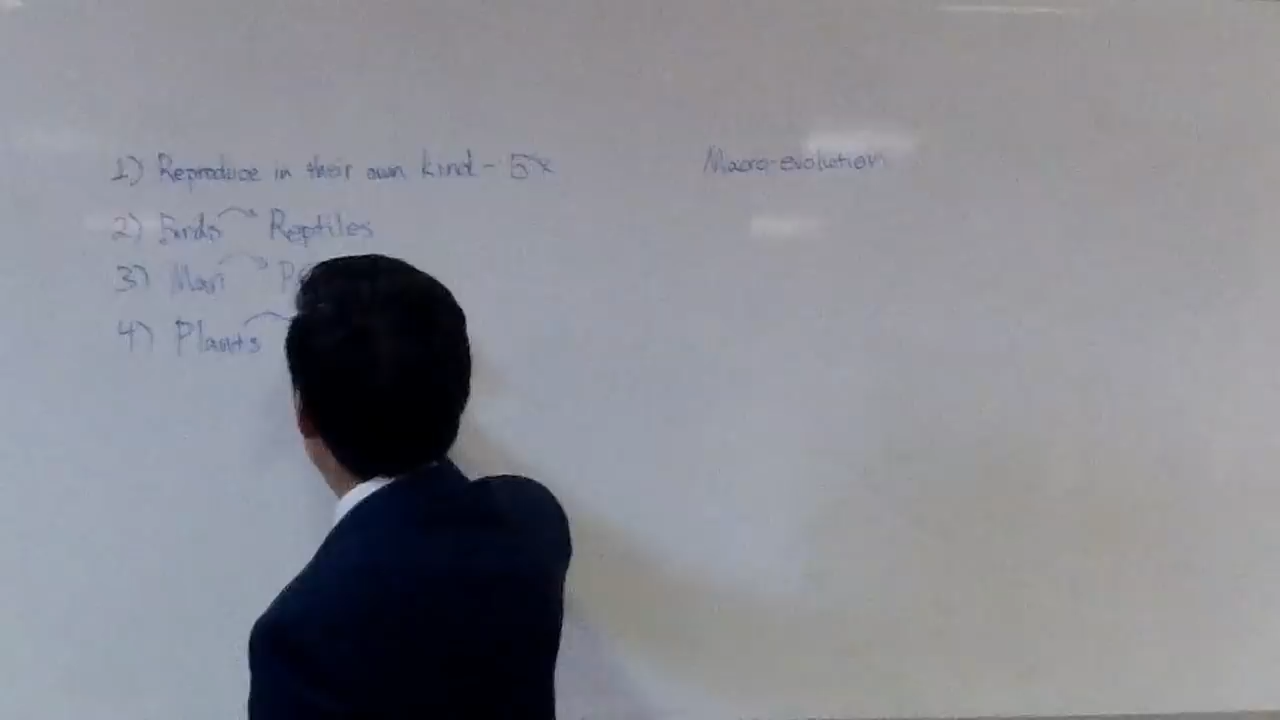 1) Reproduce in their own kind - 5x
2) Birds → Reptiles
3) Man →
4) Plants
Macro-evolution